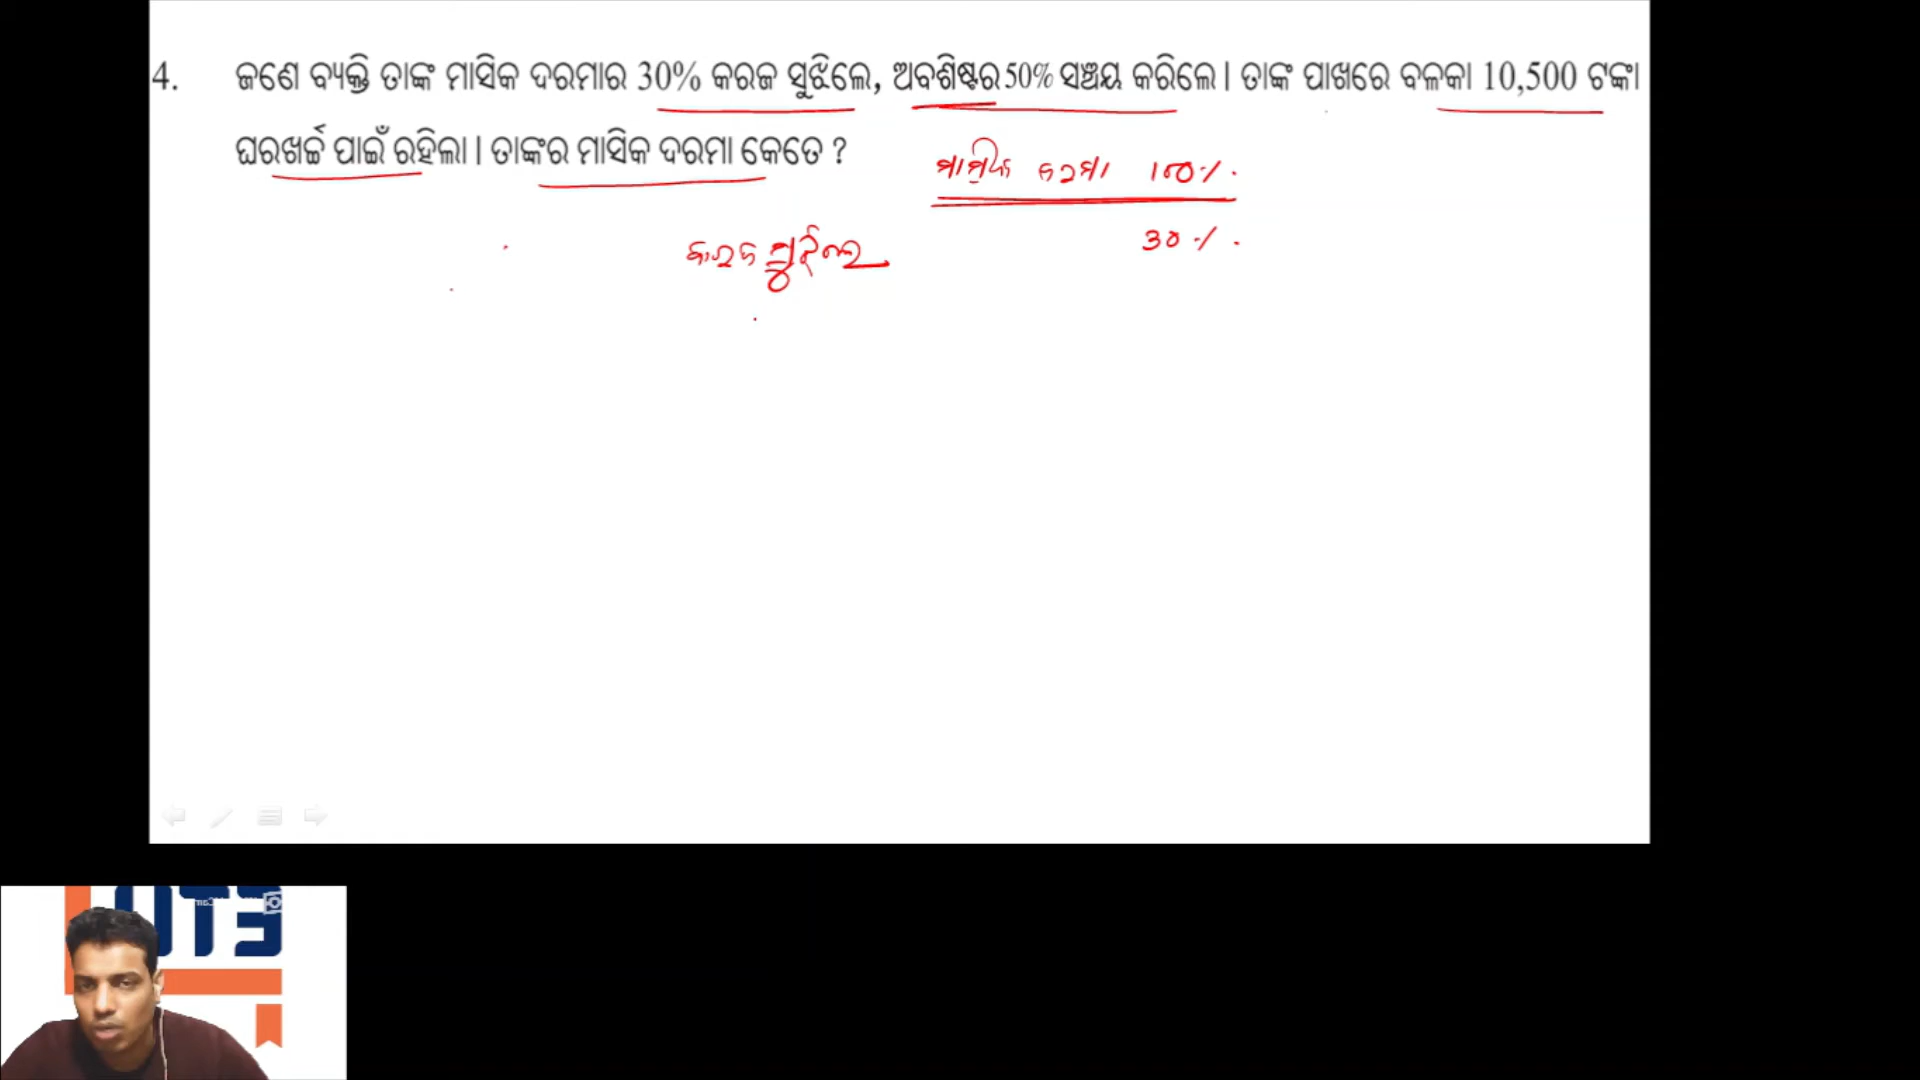 4. ଜଣେ ବ୍ୟକ୍ତି ତାଙ୍କ ମାସିକ ଦରମାର 30% କରଜ ସୁଝିଲେ, ଅବଶିଷ୍ଟର 50% ସଞ୍ଚୟ କରିଲେ । ତାଙ୍କ ପାଖରେ ବଳକା 10,500 ଟଙ୍କା
ଘରଖର୍ଚ୍ଚ ପାଇଁ ରହିଲା । ତାଙ୍କର ମାସିକ ଦରମା କେତେ ?
ମାସିକ ଦରମା 100%.
କରଜ ସୁଝିଲେ 30%.